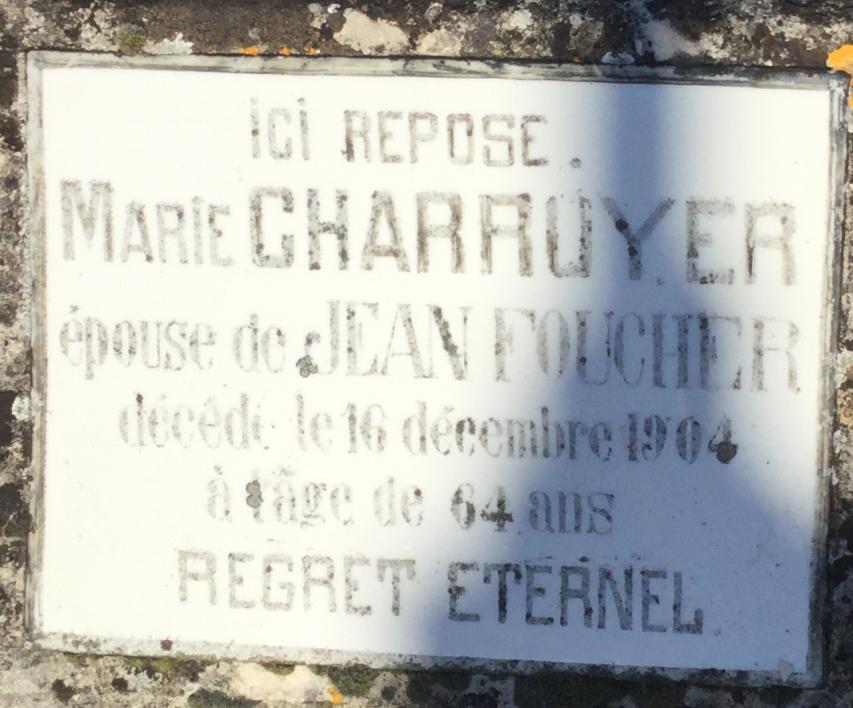 ICI REPOSE.
MARIE CHARRUYER
épouse de JEAN FOUCHER
décédé le 16 décembre 1904
à l'âge de 64 ans
REGRET ETERNEL